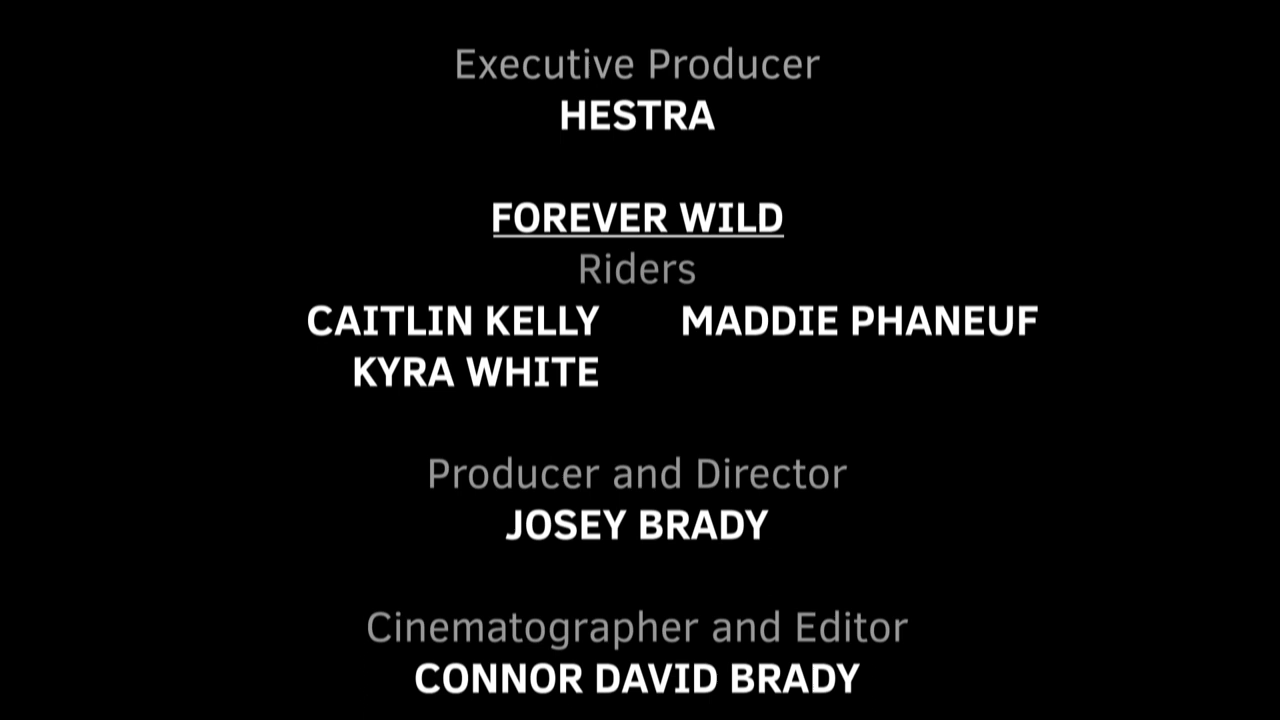 Executive Producer
HESTRA
FOREVER WILD
Riders
CAITLIN KELLY MADDIE PHANEUF
KYRA WHITE
Producer and Director
JOSEY BRADY
Cinematographer and Editor
CONNOR DAVID BRADY